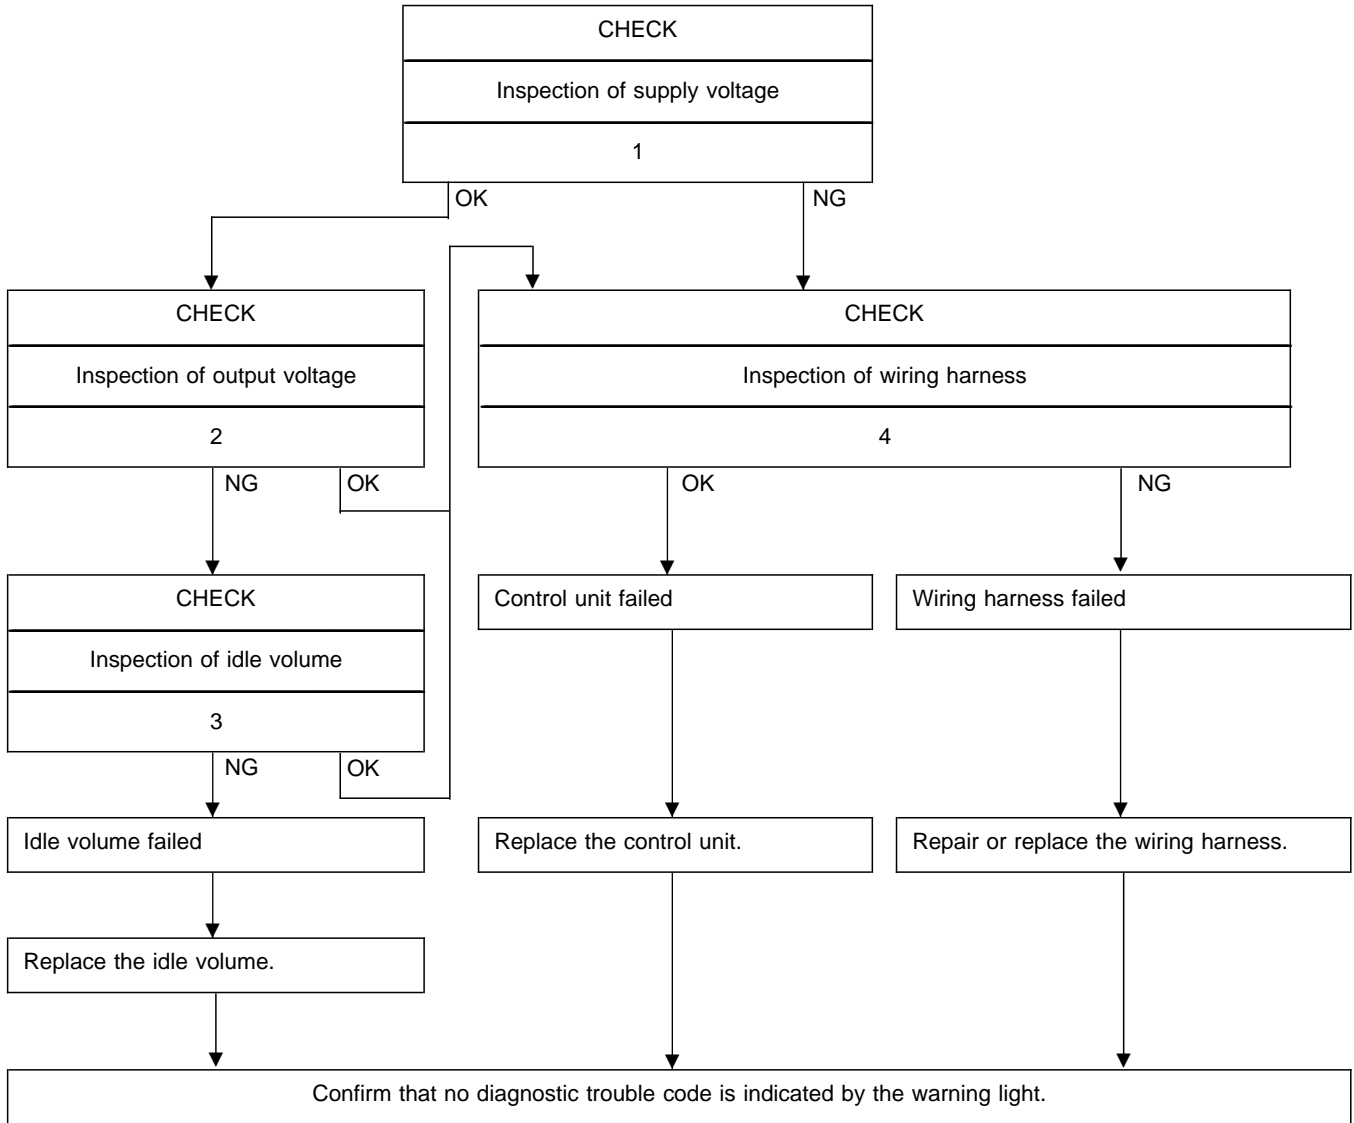 CHECK
Inspection of supply voltage
1
OK
NG
CHECK
Inspection of output voltage
2
NG
OK
CHECK
Inspection of wiring harness
4
OK
NG
CHECK
Inspection of idle volume
3
NG
OK
Control unit failed
Wiring harness failed
Idle volume failed
Replace the control unit.
Repair or replace the wiring harness.
Replace the idle volume.
Confirm that no diagnostic trouble code is indicated by the warning light.